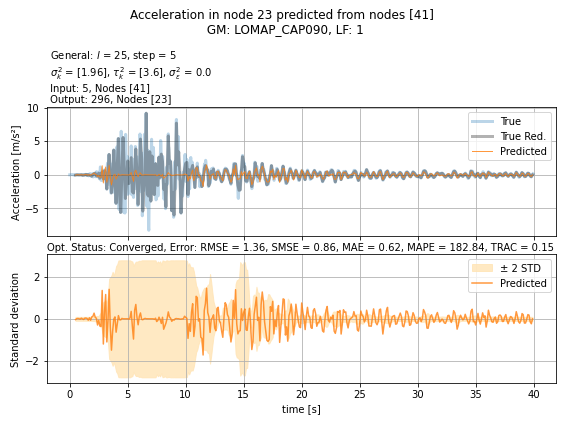 Acceleration in node 23 predicted from nodes [41]
GM: LOMAP_CAP090, LF: 1
General: l = 25, step = 5
σ²ₖ = [1.96], τ²ₖ = [3.6], σ²ε = 0.0
Input: 5, Nodes [41]
Output: 296, Nodes [23]
Acceleration [m/s²]
10
5
0
−5
True
True Red.
Predicted
Opt. Status: Converged, Error: RMSE = 1.36, SMSE = 0.86, MAE = 0.62, MAPE = 182.84, TRAC = 0.15
Standard deviation
2
0
−2
± 2 STD
Predicted
0 5 10 15 20 25 30 35 40
time [s]